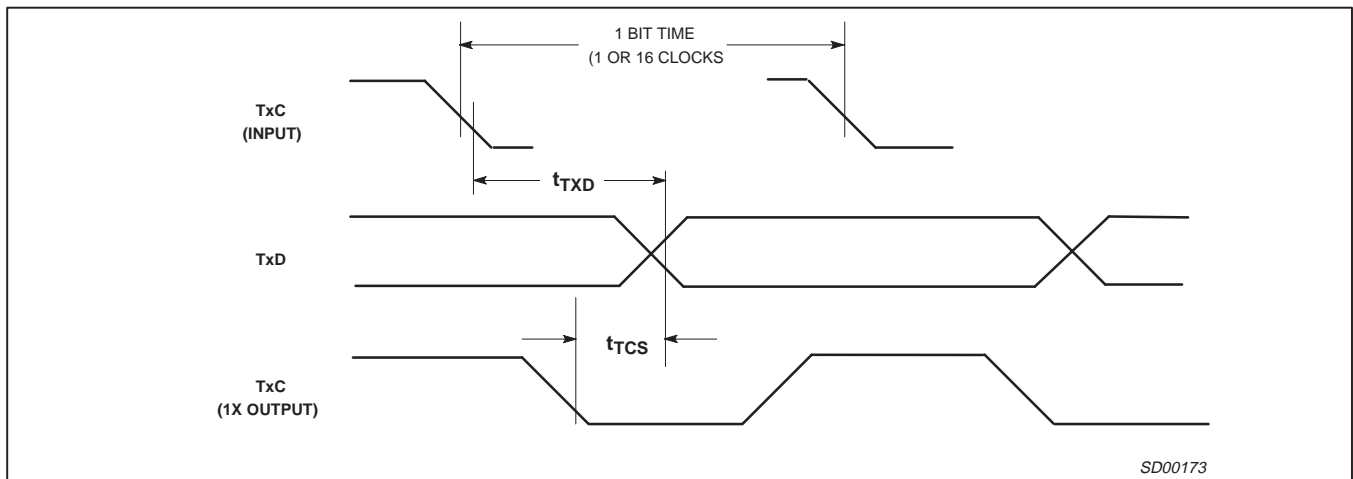 1 BIT TIME
(1 OR 16 CLOCKS
TxC
(INPUT)
tTXD
TxD
tTCS
TxC
(1X OUTPUT)
SD00173